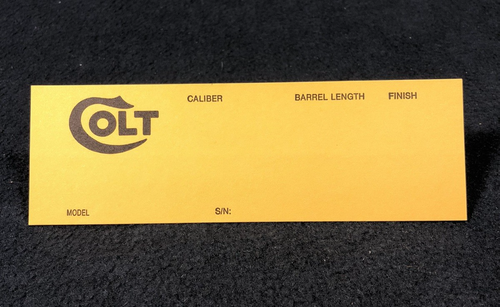 COLT
CALIBER BARREL LENGTH FINISH
MODEL S/N: